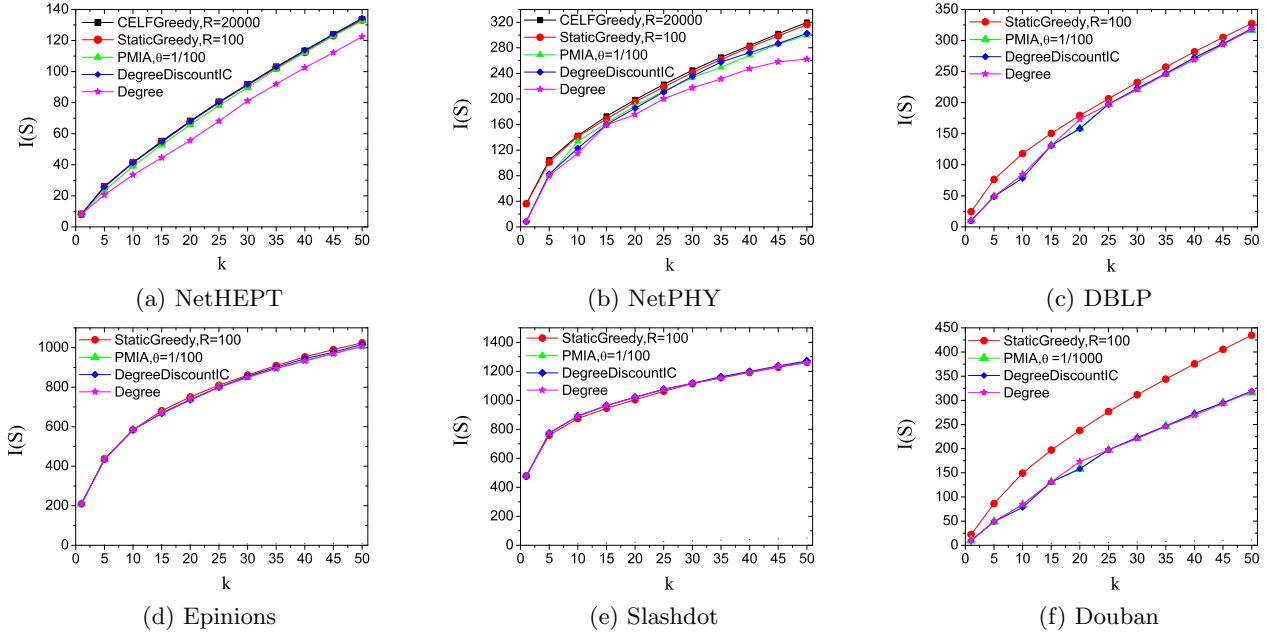 140
120
100
80
60
40
20
0
I(S)
CELFGreedy,R=20000
StaticGreedy,R=100
PMIA,θ=1/100
DegreeDiscountIC
Degree
0 5 10 15 20 25 30 35 40 45 50
k
(a) NetHEPT
320
280
240
200
160
120
80
40
0
I(S)
CELFGreedy,R=20000
StaticGreedy,R=100
PMIA,θ=1/100
DegreeDiscountIC
Degree
0 5 10 15 20 25 30 35 40 45 50
k
(b) NetPHY
350
300
250
200
150
100
50
0
I(S)
StaticGreedy,R=100
PMIA,θ=1/100
DegreeDiscountIC
Degree
0 5 10 15 20 25 30 35 40 45 50
k
(c) DBLP
1000
800
600
400
200
0
I(S)
StaticGreedy,R=100
PMIA,θ=1/100
DegreeDiscountIC
Degree
0 5 10 15 20 25 30 35 40 45 50
k
(d) Epinions
1400
1200
1000
800
600
400
200
0
I(S)
StaticGreedy,R=100
PMIA,θ=1/100
DegreeDiscountIC
Degree
0 5 10 15 20 25 30 35 40 45 50
k
(e) Slashdot
450
400
350
300
250
200
150
100
50
0
I(S)
StaticGreedy,R=100
PMIA,θ=1/1000
DegreeDiscountIC
Degree
0 5 10 15 20 25 30 35 40 45 50
k
(f) Douban